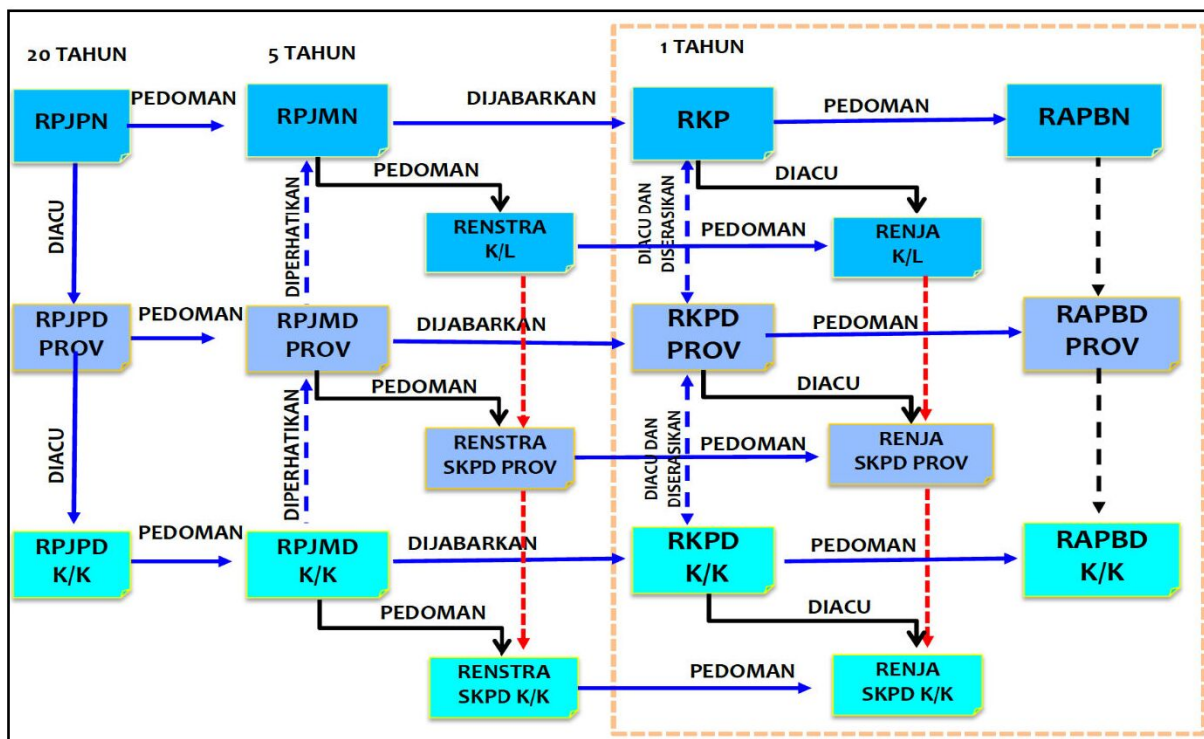 20 TAHUN
5 TAHUN
1 TAHUN
RPJPN
PEDOMAN
RPJMN
DIJABARKAN
RKP
PEDOMAN
RAPBN
DIACU
DIPERHATIKAN
PEDOMAN
RENSTRA
K/L
DIACU DAN
DISERASIKAN
PEDOMAN
DIACU
RENJA
K/L
RPJPD
PROV
PEDOMAN
RPJMD
PROV
DIJABARKAN
RKPD
PROV
PEDOMAN
RAPBD
PROV
DIACU
DIPERHATIKAN
PEDOMAN
RENSTRA
SKPD PROV
DIACU DAN
DISERASIKAN
PEDOMAN
DIACU
RENJA
SKPD PROV
RPJPD
K/K
PEDOMAN
RPJMD
K/K
DIJABARKAN
RKPD
K/K
PEDOMAN
RAPBD
K/K
PEDOMAN
RENSTRA
SKPD K/K
PEDOMAN
DIACU
RENJA
SKPD K/K